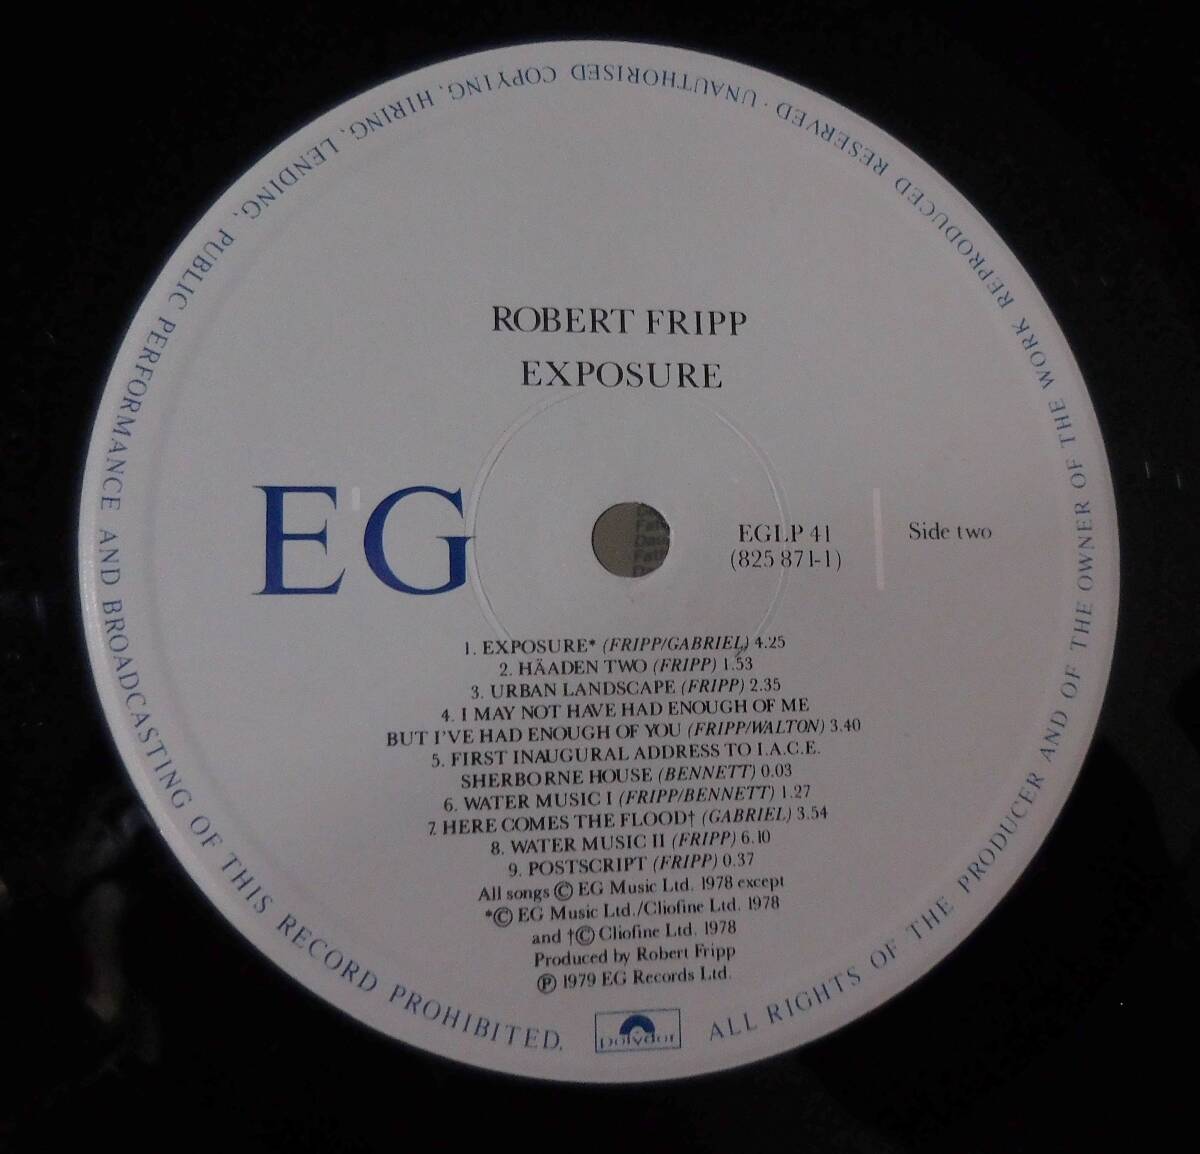 ROBERT FRIPP
EXPOSURE
EG
EGLP 41
(825 871-1)
Side two
1. EXPOSURE* (FRIPP/GABRIEL) 4.25
2. HÄADEN TWO (FRIPP) 1.53
3. URBAN LANDSCAPE (FRIPP) 2.35
4. I MAY NOT HAVE HAD ENOUGH OF ME
BUT I'VE HAD ENOUGH OF YOU (FRIPP/WALTON) 3.40
5. FIRST INAUGURAL ADDRESS TO I.A.C.E.
SHERBORNE HOUSE (BENNETT) 0.03
6. WATER MUSIC I (FRIPP/BENNETT) 1.27
7. HERE COMES THE FLOOD† (GABRIEL) 3.54
8. WATER MUSIC II (FRIPP) 6.10
9. POSTSCRIPT (FRIPP) 0.37
All songs © EG Music Ltd. 1978 except
*© EG Music Ltd./Cliofine Ltd. 1978
and †© Cliofine Ltd. 1978
Produced by Robert Fripp
℗ 1979 EG Records Ltd.
polydor
ALL RIGHTS OF THE PRODUCER AND OF THE OWNER OF THE WORK REPRODUCED RESERVED · UNAUTHORISED COPYING, HIRING, LENDING, PUBLIC PERFORMANCE AND BROADCASTING OF THIS RECORD PROHIBITED.